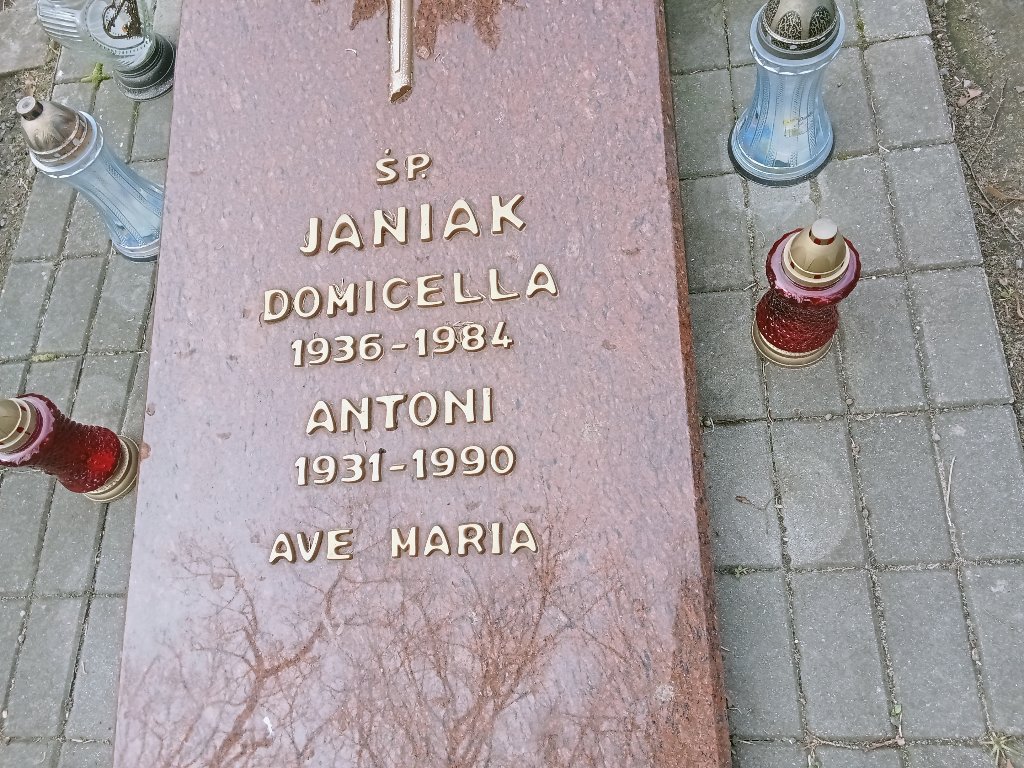 ŚP.
JANIAK
DOMICELLA
1936-1984
ANTONI
1931-1990
AVE MARIA